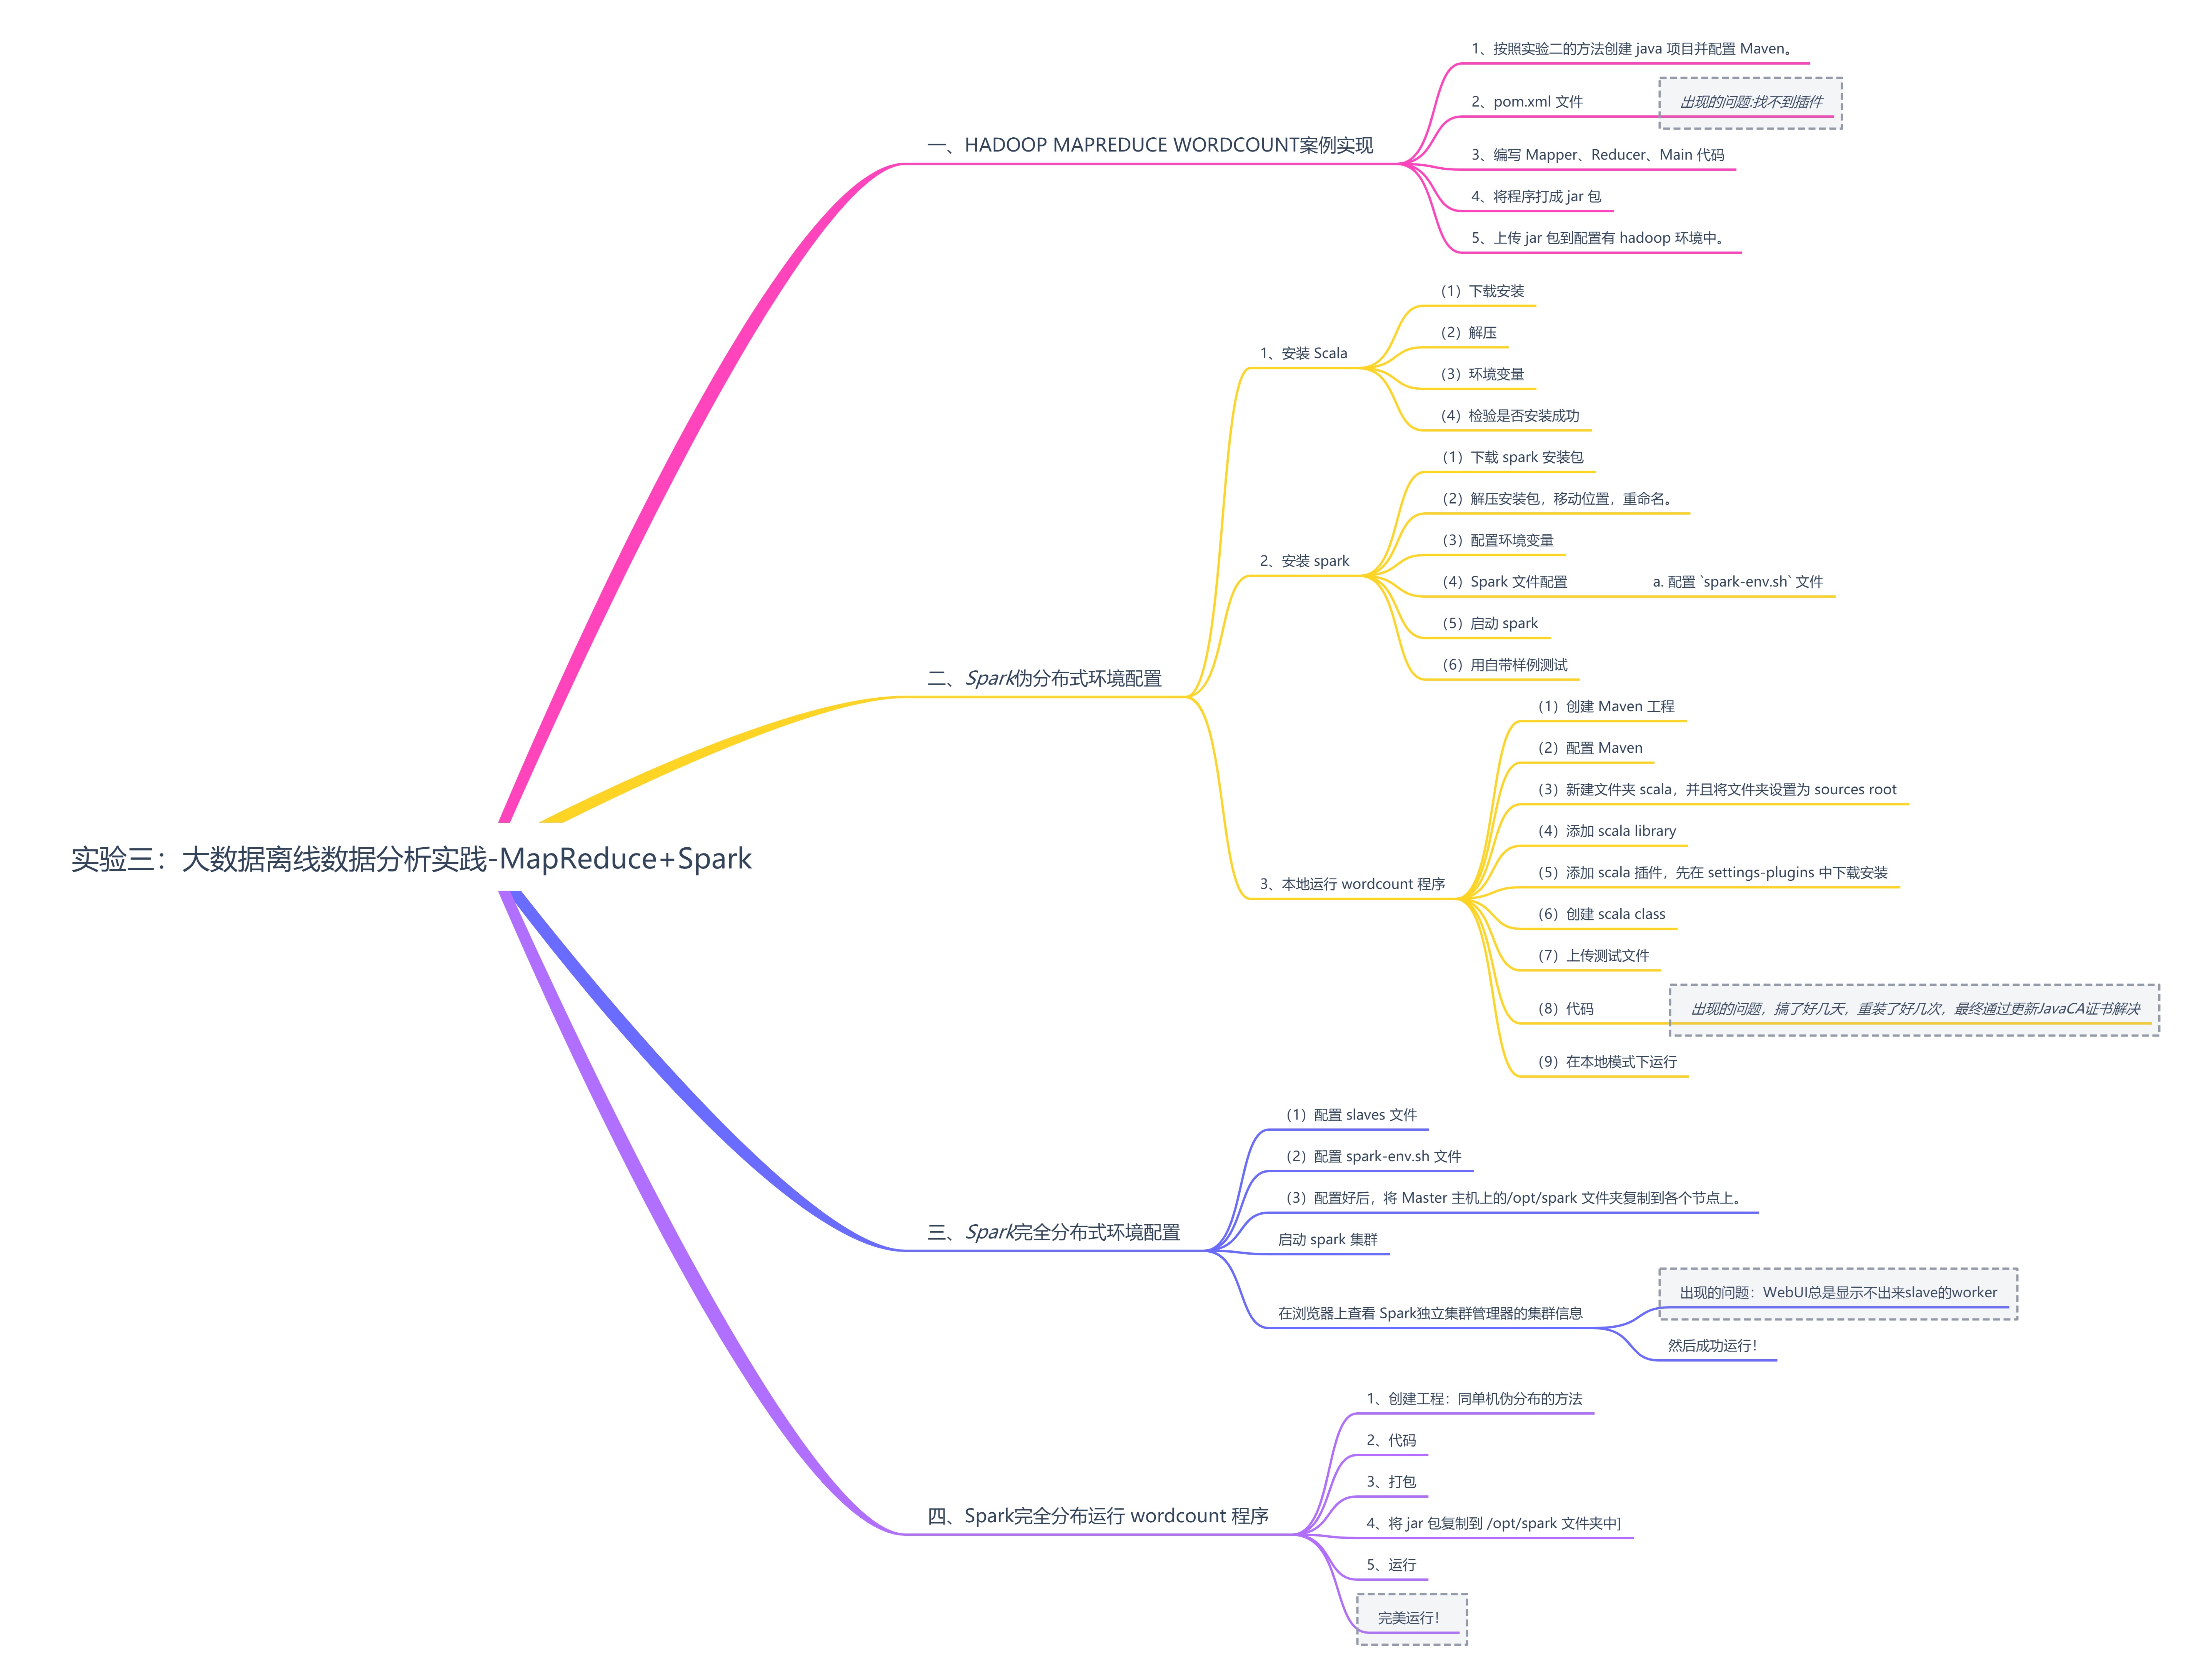 实验三：大数据离线数据分析实践-MapReduce+Spark
一、HADOOP MAPREDUCE WORDCOUNT案例实现
1、按照实验二的方法创建 java 项目并配置 Maven。
2、pom.xml 文件
出现的问题:找不到插件
3、编写 Mapper、Reducer、Main 代码
4、将程序打成 jar 包
5、上传 jar 包到配置有 hadoop 环境中。
二、Spark伪分布式环境配置
1、安装 Scala
（1）下载安装
（2）解压
（3）环境变量
（4）检验是否安装成功
2、安装 spark
（1）下载 spark 安装包
（2）解压安装包，移动位置，重命名。
（3）配置环境变量
（4）Spark 文件配置
a. 配置 `spark-env.sh` 文件
（5）启动 spark
（6）用自带样例测试
3、本地运行 wordcount 程序
（1）创建 Maven 工程
（2）配置 Maven
（3）新建文件夹 scala，并且将文件夹设置为 sources root
（4）添加 scala library
（5）添加 scala 插件，先在 settings-plugins 中下载安装
（6）创建 scala class
（7）上传测试文件
（8）代码
出现的问题，搞了好几天，重装了好几次，最终通过更新JavaCA证书解决
（9）在本地模式下运行
三、Spark完全分布式环境配置
（1）配置 slaves 文件
（2）配置 spark-env.sh 文件
（3）配置好后，将 Master 主机上的/opt/spark 文件夹复制到各个节点上。
启动 spark 集群
在浏览器上查看 Spark独立集群管理器的集群信息
出现的问题：WebUI总是显示不出来slave的worker
然后成功运行！
四、Spark完全分布运行 wordcount 程序
1、创建工程：同单机伪分布的方法
2、代码
3、打包
4、将 jar 包复制到 /opt/spark 文件夹中]
5、运行
完美运行！